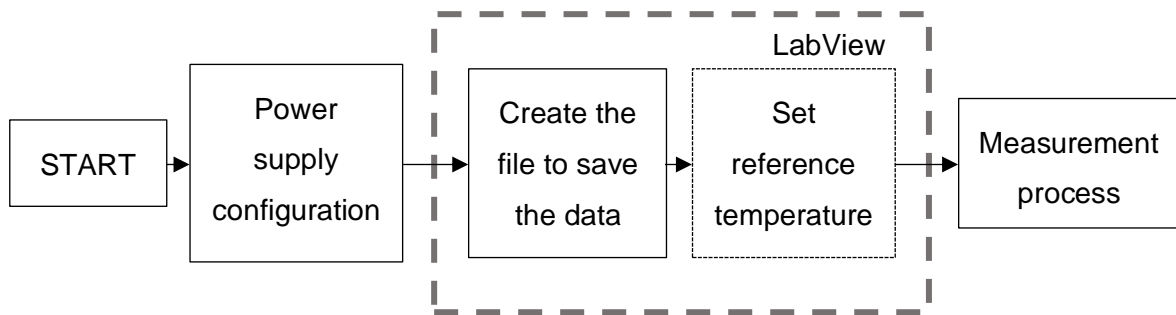 LabView
START
Power
supply
configuration
Create the
file to save
the data
Set
reference
temperature
Measurement
process